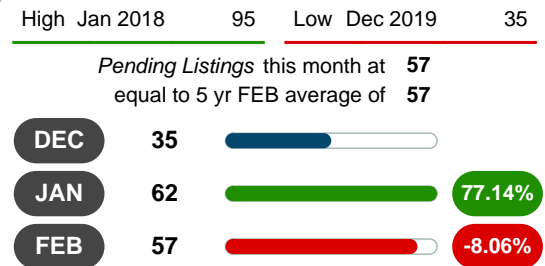 High Jan 2018 95 Low Dec 2019 35
Pending Listings this month at 57
equal to 5 yr FEB average of 57
DEC 35
JAN 62 77.14%
FEB 57 -8.06%